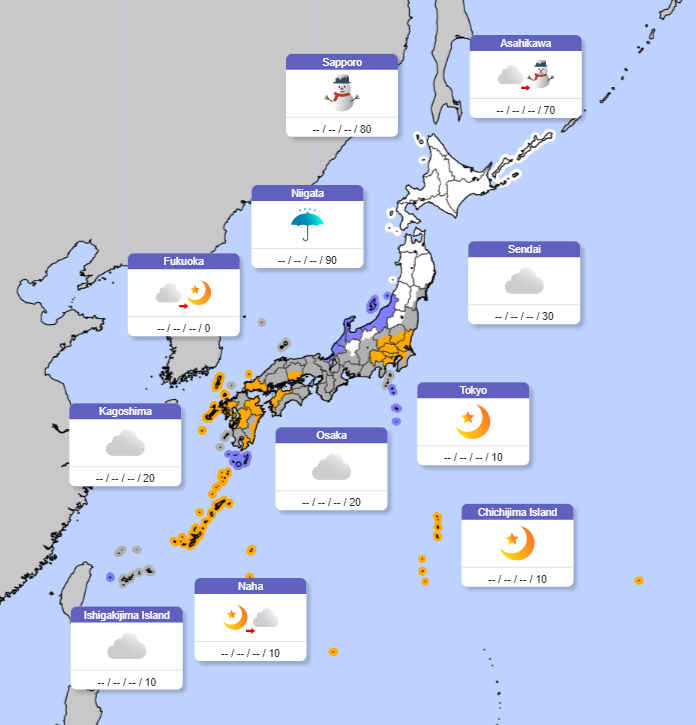 Asahikawa
-- / -- / -- / 70
Sapporo
-- / -- / -- / 80
Niigata
-- / -- / -- / 90
Sendai
-- / -- / -- / 30
Fukuoka
-- / -- / -- / 0
Tokyo
-- / -- / -- / 10
Kagoshima
-- / -- / -- / 20
Osaka
-- / -- / -- / 20
Chichijima Island
-- / -- / -- / 10
Naha
-- / -- / -- / 10
Ishigakijima Island
-- / -- / -- / 10